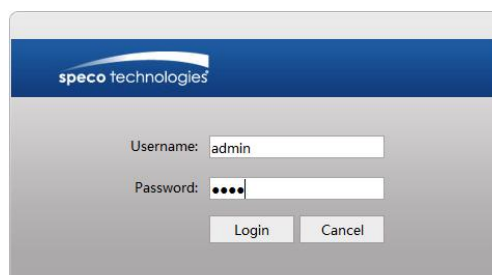 speco technologies
Username: admin
Password: ●●●●
Login Cancel